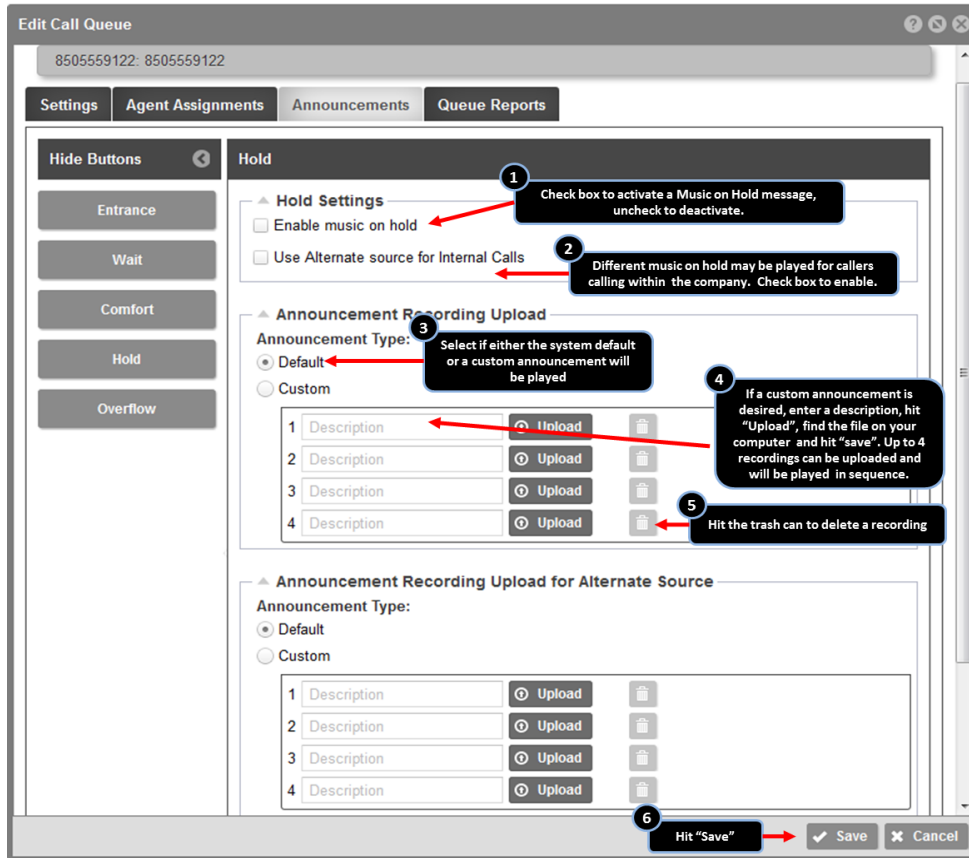 Edit Call Queue
8505559122: 8505559122
Settings
Agent Assignments
Announcements
Queue Reports
Hide Buttons
Entrance
Wait
Comfort
Hold
Overflow
Hold
Hold Settings
Enable music on hold
1
Check box to activate a Music on Hold message,
uncheck to deactivate.
Use Alternate source for Internal Calls
2
Different music on hold may be played for callers
calling within the company. Check box to enable.
Announcement Recording Upload
Announcement Type:
Default
Custom
3
Select if either the system default
or a custom announcement will
be played
1 Description Upload
2 Description Upload
3 Description Upload
4 Description Upload
4
If a custom announcement is
desired, enter a description, hit
“Upload”, find the file on your
computer and hit “save”. Up to 4
recordings can be uploaded and
will be played in sequence.
5
Hit the trash can to delete a recording
Announcement Recording Upload for Alternate Source
Announcement Type:
Default
Custom
1 Description Upload
2 Description Upload
3 Description Upload
4 Description Upload
6
Hit “Save”
Save
Cancel